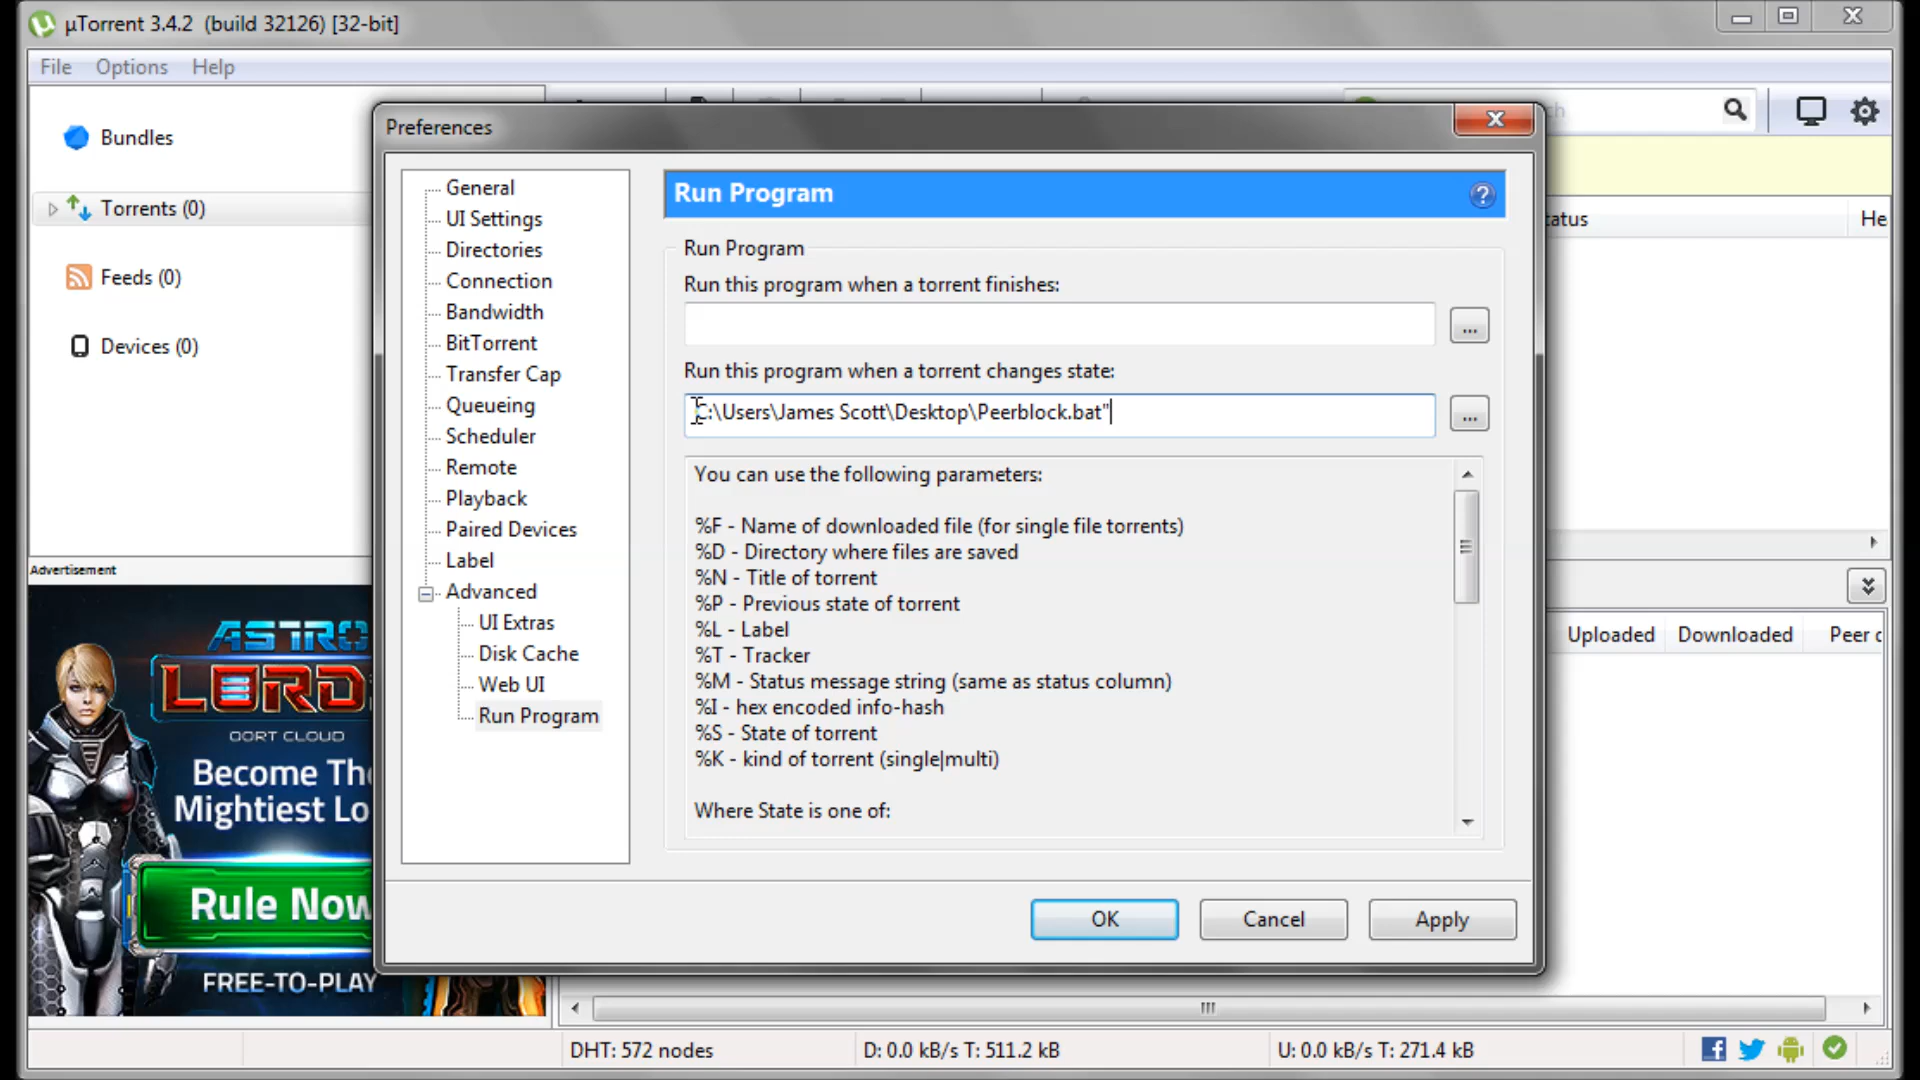 µTorrent 3.4.2 (build 32126) [32-bit]
File Options Help
Bundles
Torrents (0)
Feeds (0)
Devices (0)
Advertisement
ASTRO
LORDS
OORT CLOUD
Become The
Mightiest Lo
Rule Now
FREE-TO-PLAY
Preferences
General
UI Settings
Directories
Connection
Bandwidth
BitTorrent
Transfer Cap
Queueing
Scheduler
Remote
Playback
Paired Devices
Label
Advanced
UI Extras
Disk Cache
Web UI
Run Program
Run Program
Run Program
Run this program when a torrent finishes:
...
Run this program when a torrent changes state:
C:\Users\James Scott\Desktop\Peerblock.bat"
...
You can use the following parameters:
%F - Name of downloaded file (for single file torrents)
%D - Directory where files are saved
%N - Title of torrent
%P - Previous state of torrent
%L - Label
%T - Tracker
%M - Status message string (same as status column)
%I - hex encoded info-hash
%S - State of torrent
%K - kind of torrent (single|multi)
Where State is one of:
OK Cancel Apply
tatus He
Uploaded Downloaded Peer c
DHT: 572 nodes D: 0.0 kB/s T: 511.2 kB U: 0.0 kB/s T: 271.4 kB